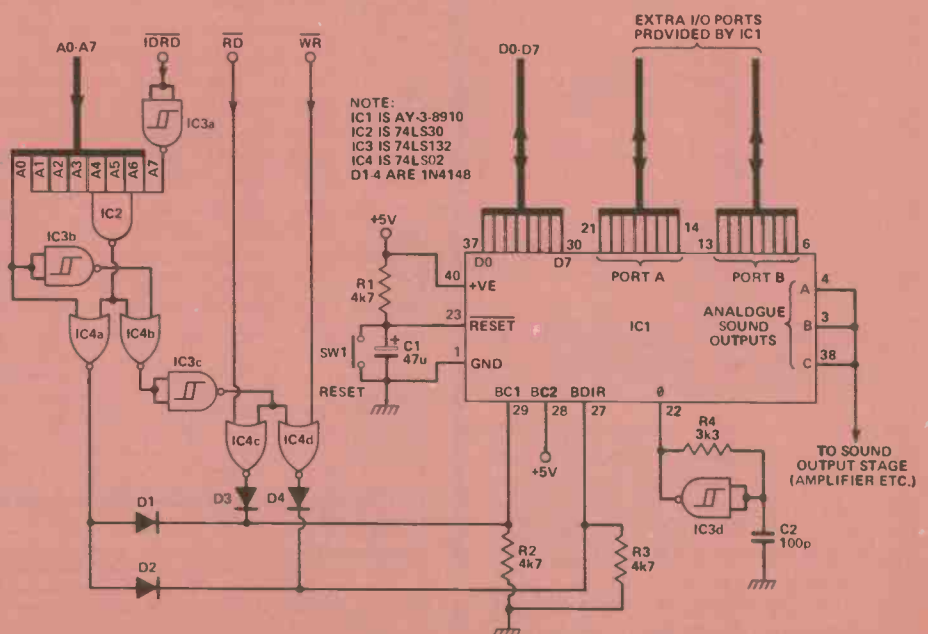 A0-A7
IDRD
RD
WR
IC3a
A0 A1 A2 A3 A4 A5 A6 A7
IC2
IC3b
IC4a
IC4b
IC3c
IC4c
IC4d
D1
D2
D3
D4
NOTE:
IC1 IS AY-3-8910
IC2 IS 74LS30
IC3 IS 74LS132
IC4 IS 74LS02
D1-4 ARE 1N4148
D0-D7
EXTRA I/O PORTS
PROVIDED BY IC1
+5V
R1
4k7
SW1
RESET
C1
47u
+
37
30
21
14
13
6
D0
D7
PORT A
PORT B
40
+VE
23
RESET
1
GND
IC1
ANALOGUE
SOUND
OUTPUTS
A
B
C
4
3
38
BC1
BC2
BDIR
ø
29
28
27
22
+5V
R2
4k7
R3
4k7
R4
3k3
IC3d
C2
100p
TO SOUND
OUTPUT STAGE
(AMPLIFIER ETC.)